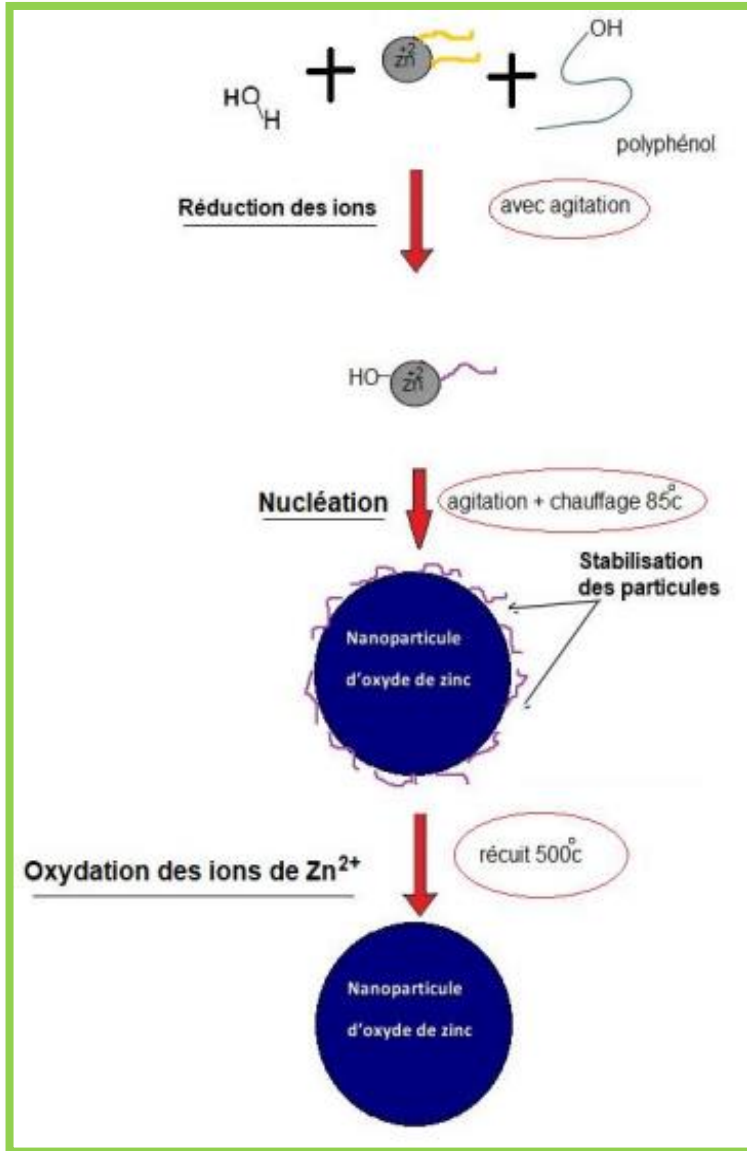 HO
H
+2
zn
OH
polyphénol
Réduction des ions
avec agitation
HO
+2
zn
Nucléation
agitation + chauffage 85°c
Stabilisation
des particules
Nanoparticule
d'oxyde de zinc
Oxydation des ions de Zn²⁺
récuit 500°c
Nanoparticule
d'oxyde de zinc